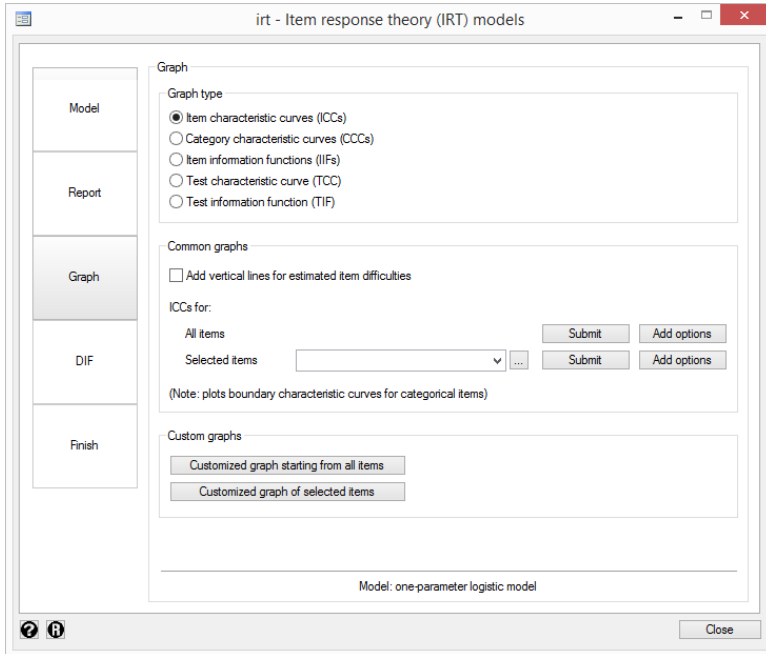 irt - Item response theory (IRT) models
Model
Report
Graph
DIF
Finish
Graph
Graph type
Item characteristic curves (ICCs)
Category characteristic curves (CCCs)
Item information functions (IIFs)
Test characteristic curve (TCC)
Test information function (TIF)
Common graphs
Add vertical lines for estimated item difficulties
ICCs for:
All items Submit Add options
Selected items ... Submit Add options
(Note: plots boundary characteristic curves for categorical items)
Custom graphs
Customized graph starting from all items
Customized graph of selected items
Model: one-parameter logistic model
? R Close